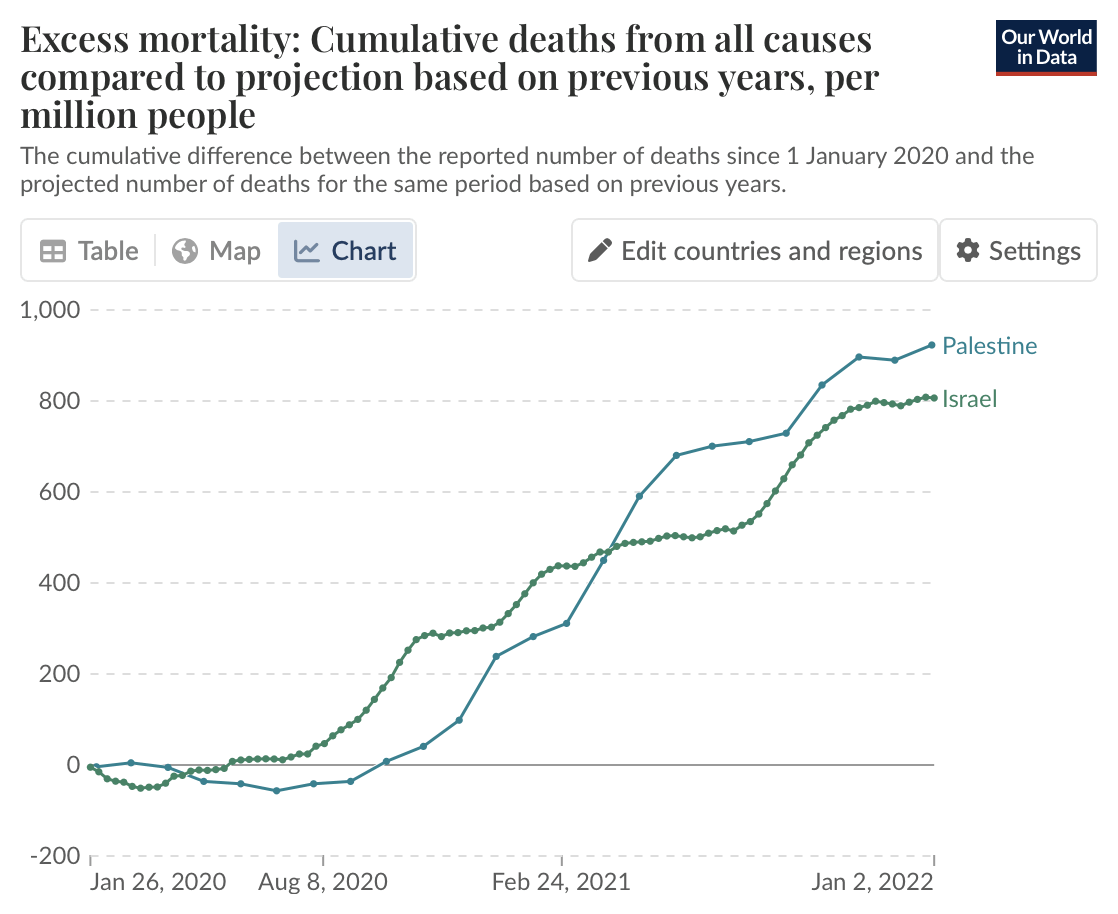 Excess mortality: Cumulative deaths from all causes
compared to projection based on previous years, per
million people
Our World
in Data
The cumulative difference between the reported number of deaths since 1 January 2020 and the
projected number of deaths for the same period based on previous years.
Table
Map
Chart
Edit countries and regions
Settings
1,000
Palestine
800
Israel
600
400
200
0
-200
Jan 26, 2020
Aug 8, 2020
Feb 24, 2021
Jan 2, 2022